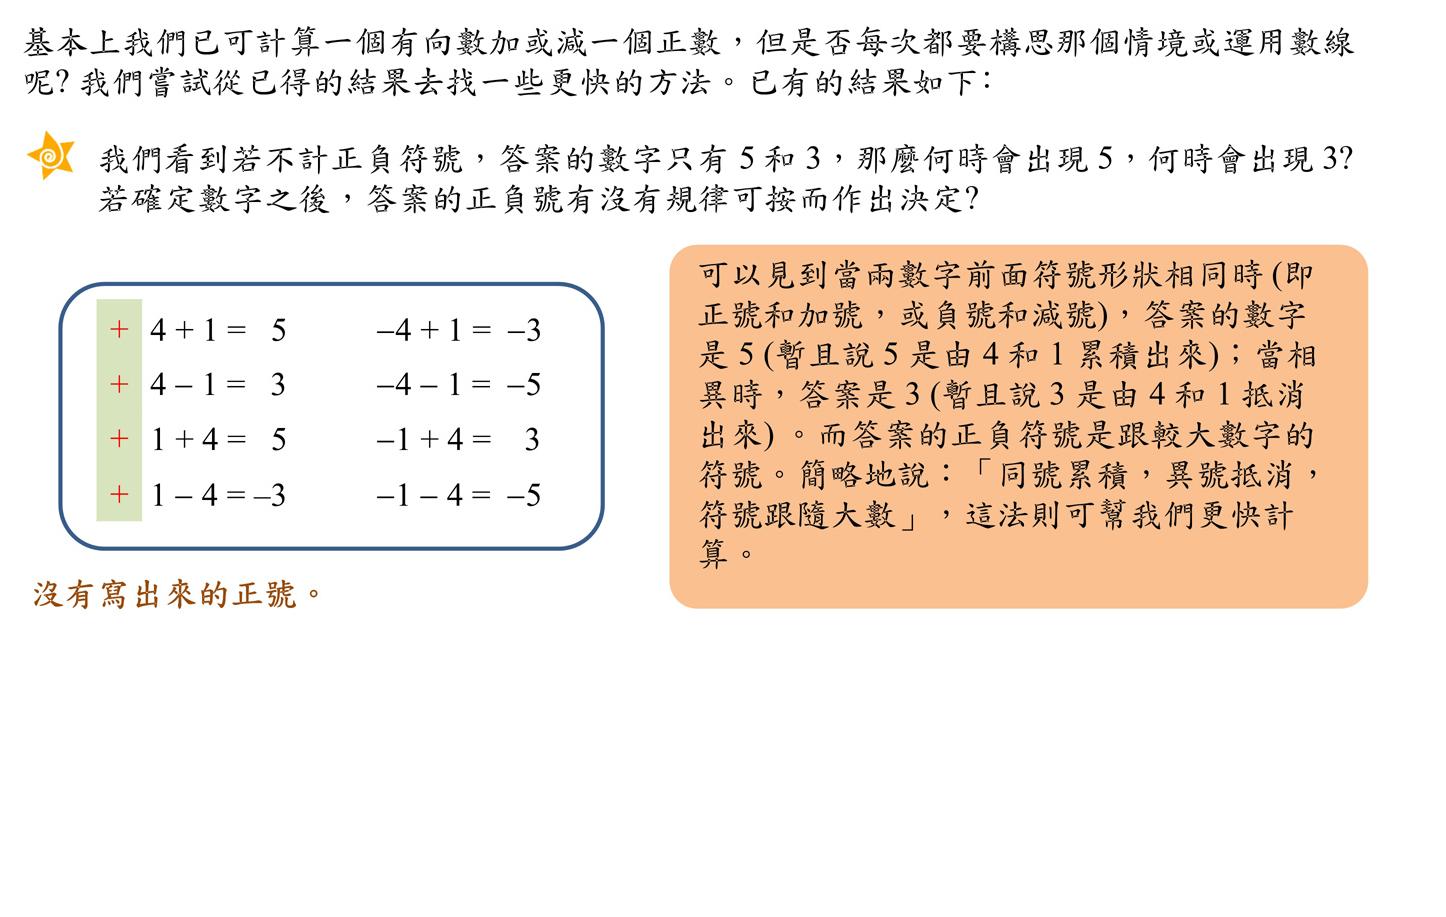 基本上我們已可計算一個有向數加或減一個正數，但是否每次都要構思那個情境或運用數線
呢? 我們嘗試從已得的結果去找一些更快的方法。已有的結果如下：
我們看到若不計正負符號，答案的數字只有 5 和 3，那麼何時會出現 5，何時會出現 3?
若確定數字之後，答案的正負號有沒有規律可按而作出決定?
+ 4 + 1 = 5 –4 + 1 = –3
+ 4 – 1 = 3 –4 – 1 = –5
+ 1 + 4 = 5 –1 + 4 = 3
+ 1 – 4 = –3 –1 – 4 = –5
沒有寫出來的正號。
可以見到當兩數字前面符號形狀相同時 (即
正號和加號，或負號和減號)，答案的數字
是 5 (暫且說 5 是由 4 和 1 累積出來)；當相
異時，答案是 3 (暫且說 3 是由 4 和 1 抵消
出來) 。而答案的正負符號是跟較大數字的
符號。簡略地說：「同號累積，異號抵消，
符號跟隨大數」，這法則可幫我們更快計
算。